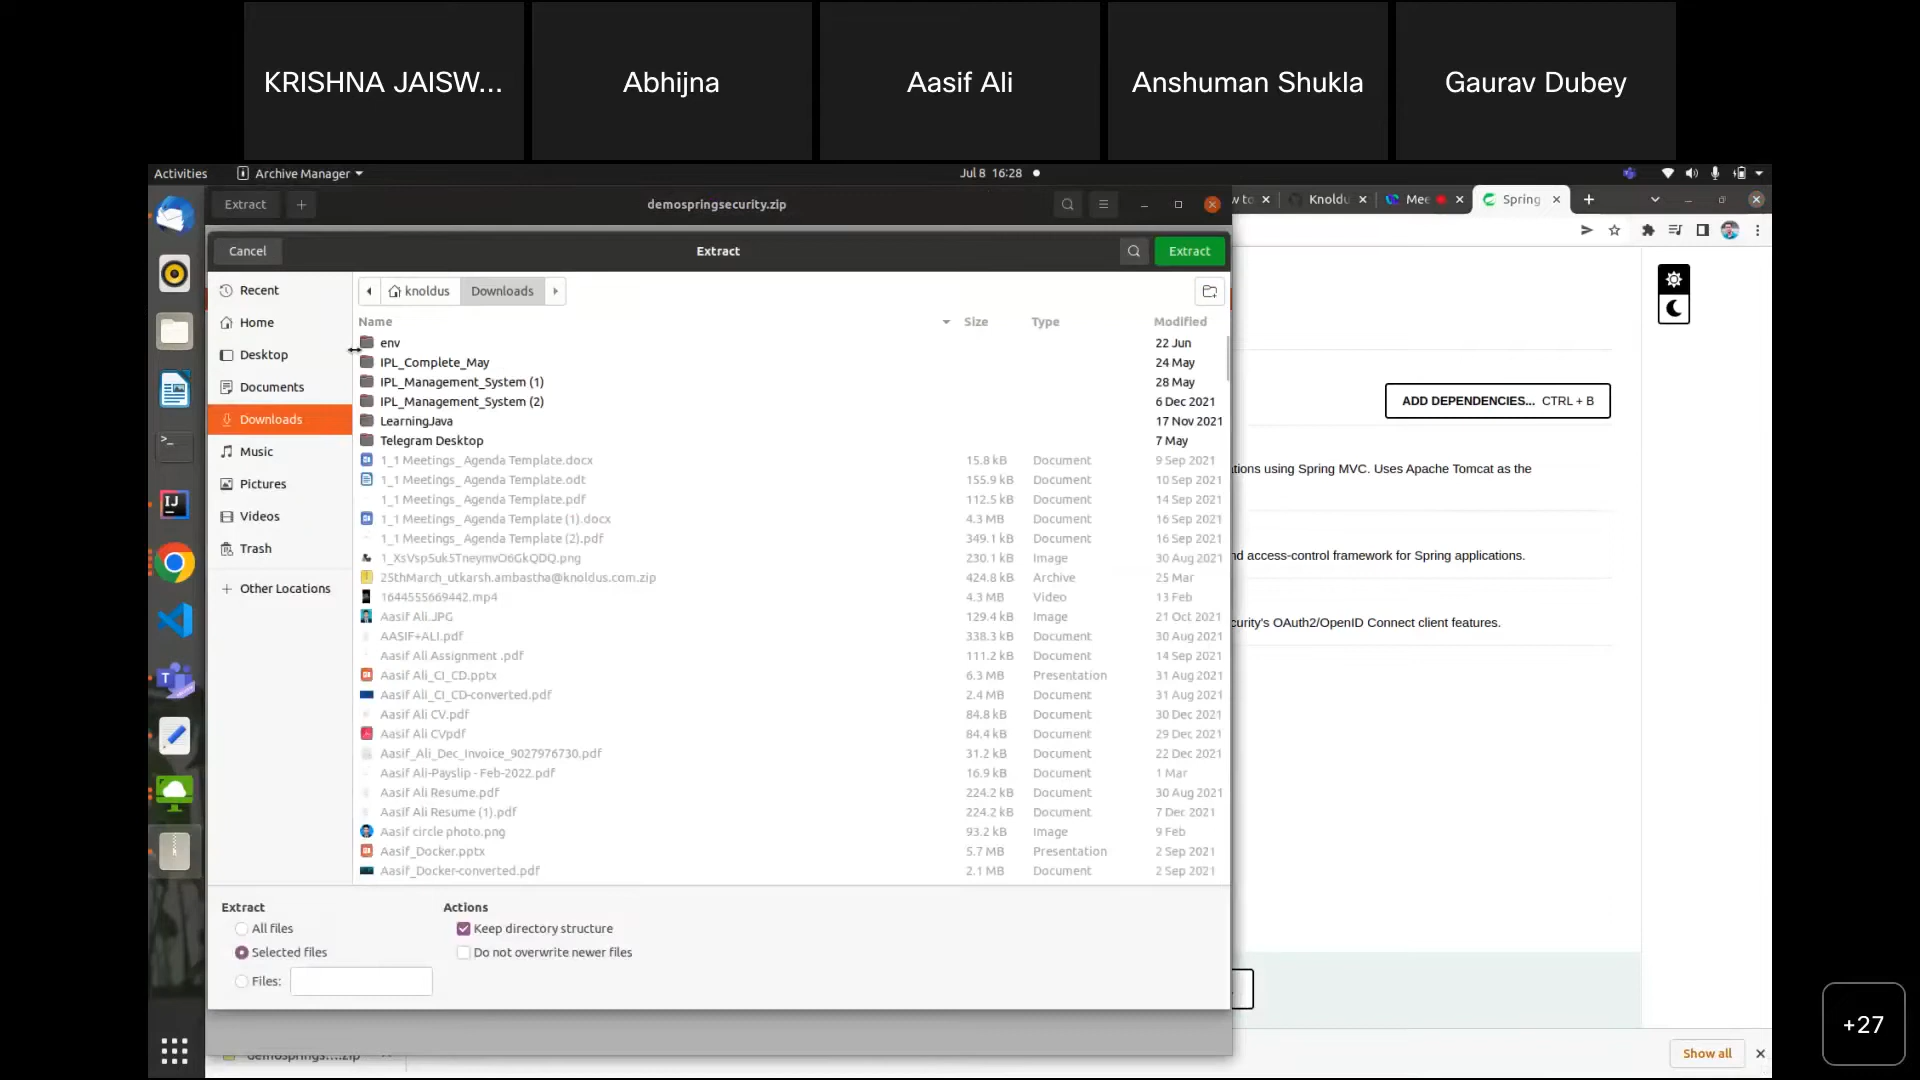 KRISHNA JAISW...
Abhijna
Aasif Ali
Anshuman Shukla
Gaurav Dubey
Activities
Archive Manager
Jul 8 16:28
Extract
demospringsecurity.zip
Knoldu
Mee
Spring
Cancel
Extract
Extract
Recent
Home
Desktop
Documents
Downloads
Music
Pictures
Videos
Trash
Other Locations
knoldus
Downloads
Name Size Type Modified
env 22 Jun
IPL_Complete_May 24 May
IPL_Management_System (1) 28 May
IPL_Management_System (2) 6 Dec 2021
LearningJava 17 Nov 2021
Telegram Desktop 7 May
1_1 Meetings_ Agenda Template.docx 15.8 kB Document 9 Sep 2021
1_1 Meetings_ Agenda Template.odt 155.9 kB Document 10 Sep 2021
1_1 Meetings_ Agenda Template.pdf 112.5 kB Document 14 Sep 2021
1_1 Meetings_ Agenda Template (1).docx 4.3 MB Document 16 Sep 2021
1_1 Meetings_ Agenda Template (2).pdf 349.1 kB Document 16 Sep 2021
1_XsVspSuk5TneymvO6GkQDQ.png 230.1 kB Image 30 Aug 2021
25thMarch_utkarsh.ambastha@knoldus.com.zip 424.8 kB Archive 25 Mar
1644555669442.mp4 4.3 MB Video 13 Feb
Aasif Ali.JPG 129.4 kB Image 21 Oct 2021
AASIF+ALI.pdf 338.3 kB Document 30 Aug 2021
Aasif Ali Assignment .pdf 111.2 kB Document 14 Sep 2021
Aasif Ali_CI_CD.pptx 6.3 MB Presentation 31 Aug 2021
Aasif Ali_CI_CD-converted.pdf 2.4 MB Document 31 Aug 2021
Aasif Ali CV.pdf 84.8 kB Document 30 Dec 2021
Aasif Ali CVpdf 84.4 kB Document 29 Dec 2021
Aasif_Ali_Dec_Invoice_9027976730.pdf 31.2 kB Document 22 Dec 2021
Aasif Ali-Payslip - Feb-2022.pdf 16.9 kB Document 1 Mar
Aasif Ali Resume.pdf 224.2 kB Document 30 Aug 2021
Aasif Ali Resume (1).pdf 224.2 kB Document 7 Dec 2021
Aasif circle photo.png 93.2 kB Image 9 Feb
Aasif_Docker.pptx 5.7 MB Presentation 2 Sep 2021
Aasif_Docker-converted.pdf 2.1 MB Document 2 Sep 2021
Extract
All files
Selected files
Files:
Actions
Keep directory structure
Do not overwrite newer files
ADD DEPENDENCIES... CTRL + B
tions using Spring MVC. Uses Apache Tomcat as the
nd access-control framework for Spring applications.
curity's OAuth2/OpenID Connect client features.
demosprings....zip
Show all
+27